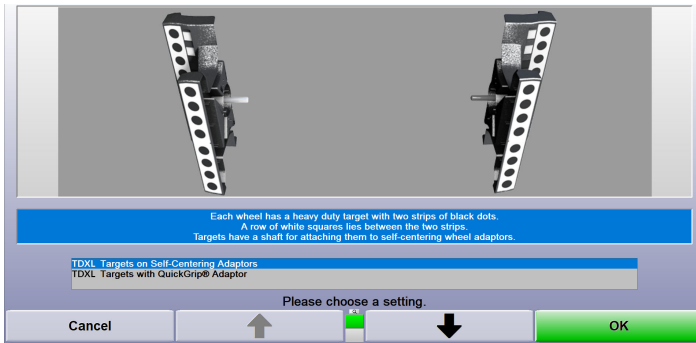 Each wheel has a heavy duty target with two strips of black dots.
A row of white squares lies between the two strips.
Targets have a shaft for attaching them to self-centering wheel adaptors.
TDXL Targets on Self-Centering Adaptors
TDXL Targets with QuickGrip® Adaptor
Please choose a setting.
Cancel
OK